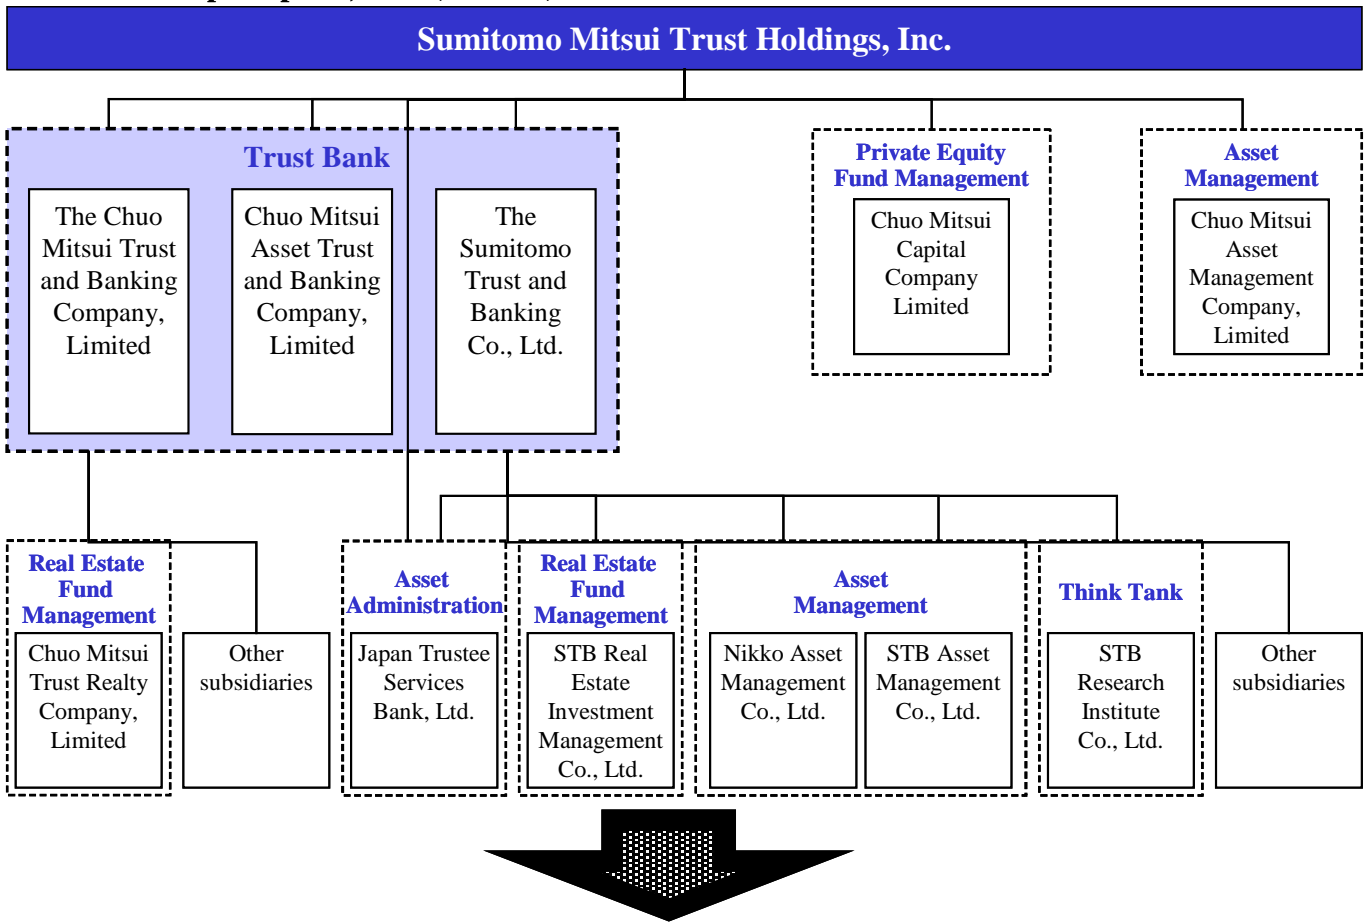 Sumitomo Mitsui Trust Holdings, Inc.
Trust Bank
The Chuo
Mitsui Trust
and Banking
Company,
Limited
Chuo Mitsui
Asset Trust
and Banking
Company,
Limited
The
Sumitomo
Trust and
Banking
Co., Ltd.
Private Equity
Fund Management
Chuo Mitsui
Capital
Company
Limited
Asset
Management
Chuo Mitsui
Asset
Management
Company,
Limited
Real Estate
Fund
Management
Chuo Mitsui
Trust Realty
Company,
Limited
Other
subsidiaries
Asset
Administration
Japan Trustee
Services
Bank, Ltd.
Real Estate
Fund
Management
STB Real
Estate
Investment
Management
Co., Ltd.
Asset
Management
Nikko Asset
Management
Co., Ltd.
STB Asset
Management
Co., Ltd.
Think Tank
STB
Research
Institute
Co., Ltd.
Other
subsidiaries